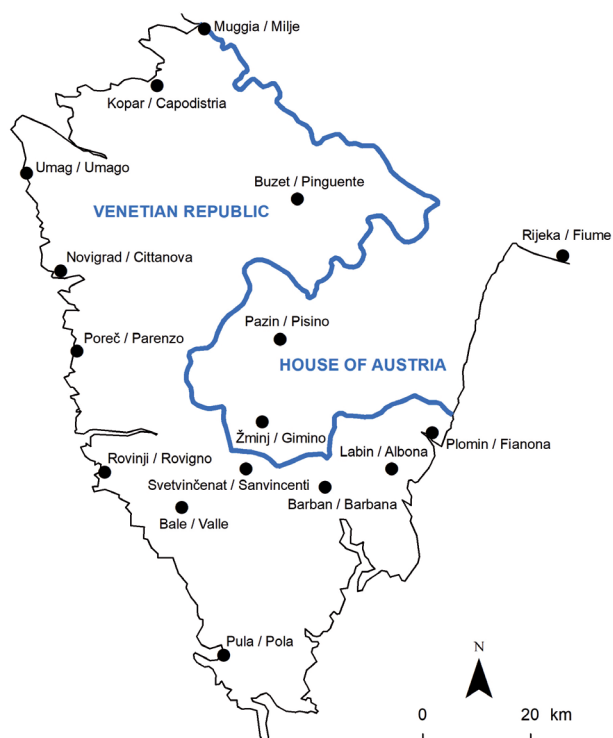 Muggia / Milje
Kopar / Capodistria
Umag / Umago
Buzet / Pinguente
VENETIAN REPUBLIC
Rijeka / Fiume
Novigrad / Cittanova
Pazin / Pisino
Poreč / Parenzo
HOUSE OF AUSTRIA
Žminj / Gimino
Plomin / Fianona
Labin / Albona
Rovinji / Rovigno
Svetvinčenat / Sanvincenti
Barban / Barbana
Bale / Valle
Pula / Pola
N
0 20 km